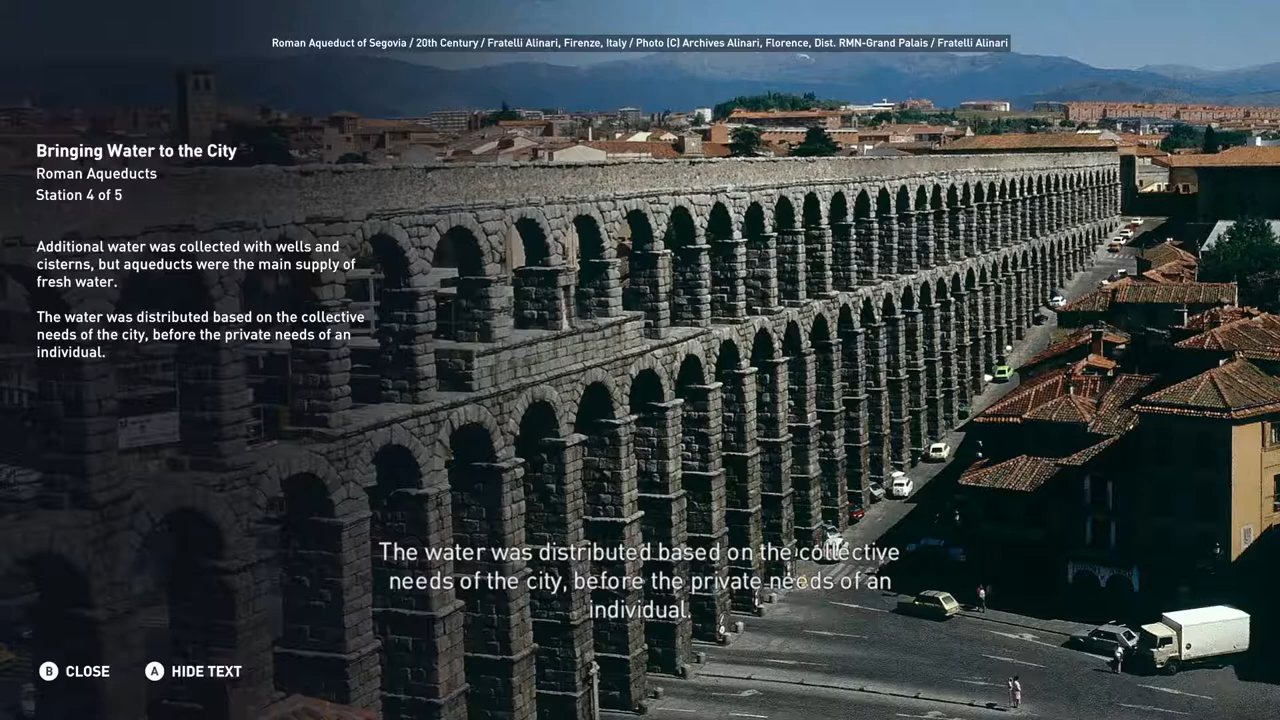 Roman Aqueduct of Segovia / 20th Century / Fratelli Alinari, Firenze, Italy / Photo (C) Archives Alinari, Florence, Dist. RMN-Grand Palais / Fratelli Alinari
Bringing Water to the City
Roman Aqueducts
Station 4 of 5
Additional water was collected with wells and
cisterns, but aqueducts were the main supply of
fresh water.
The water was distributed based on the collective
needs of the city, before the private needs of an
individual.
The water was distributed based on the collective
needs of the city, before the private needs of an
individual.
B CLOSE A HIDE TEXT